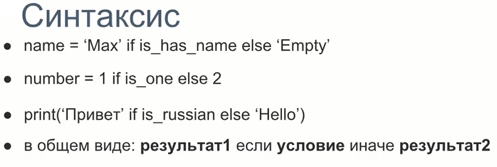 Синтаксис
● name = ‘Max’ if is_has_name else ‘Empty’
● number = 1 if is_one else 2
● print(‘Привет’ if is_russian else ‘Hello’)
● в общем виде: результат1 если условие иначе результат2